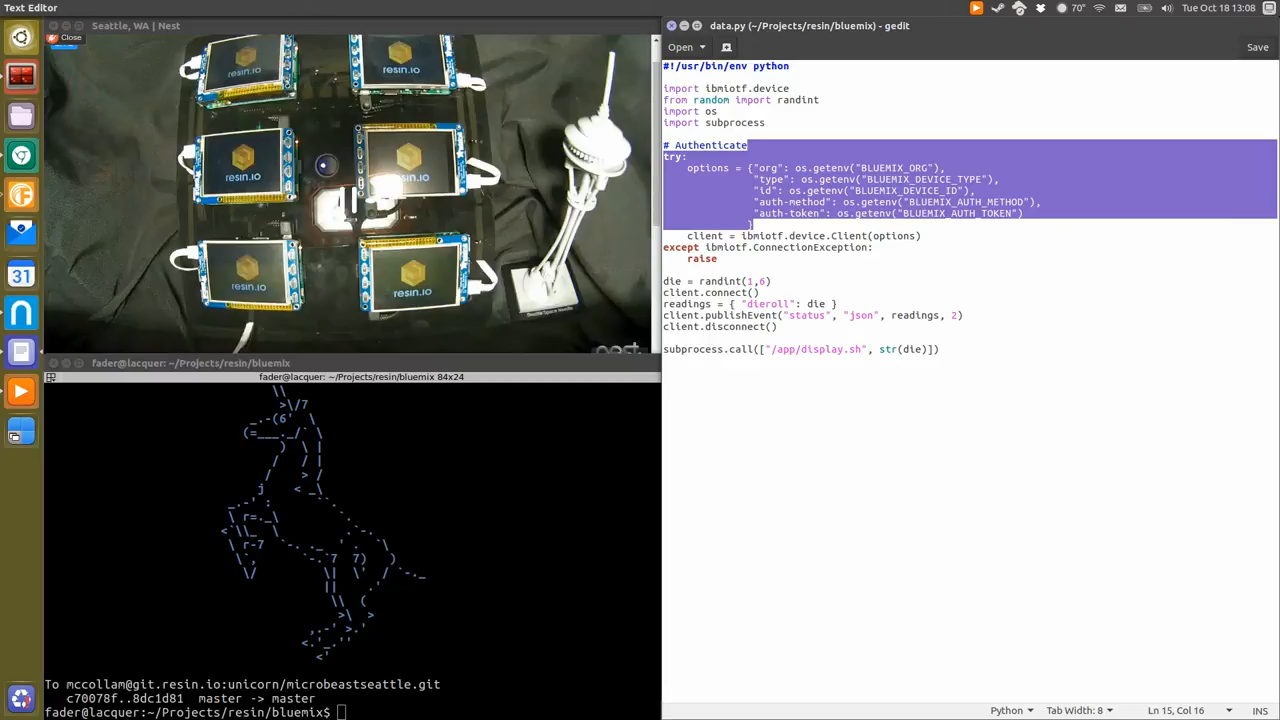 Text Editor
70°
Tue Oct 18 13:08
Seattle, WA | Nest
Close
resin.io
resin.io
resin.io
resin.io
resin.io
resin.io
nest
data.py (~/Projects/resin/bluemix) - gedit
Open
Save
#!/usr/bin/env python
import ibmiotf.device
from random import randint
import os
import subprocess
# Authenticate
try:
    options = {"org": os.getenv("BLUEMIX_ORG"),
               "type": os.getenv("BLUEMIX_DEVICE_TYPE"),
               "id": os.getenv("BLUEMIX_DEVICE_ID"),
               "auth-method": os.getenv("BLUEMIX_AUTH_METHOD"),
               "auth-token": os.getenv("BLUEMIX_AUTH_TOKEN")
               }
    client = ibmiotf.device.Client(options)
except ibmiotf.ConnectionException:
    raise
die = randint(1,6)
client.connect()
readings = { "dieroll": die }
client.publishEvent("status", "json", readings, 2)
client.disconnect()
subprocess.call(["/app/display.sh", str(die)])
31
fader@lacquer: ~/Projects/resin/bluemix
fader@lacquer: ~/Projects/resin/bluemix 84x24
To mccollam@git.resin.io:unicorn/microbeastseattle.git
   c70078f..8dc1d81  master -> master
fader@lacquer:~/Projects/resin/bluemix$
Python
Tab Width: 8
Ln 15, Col 16
INS